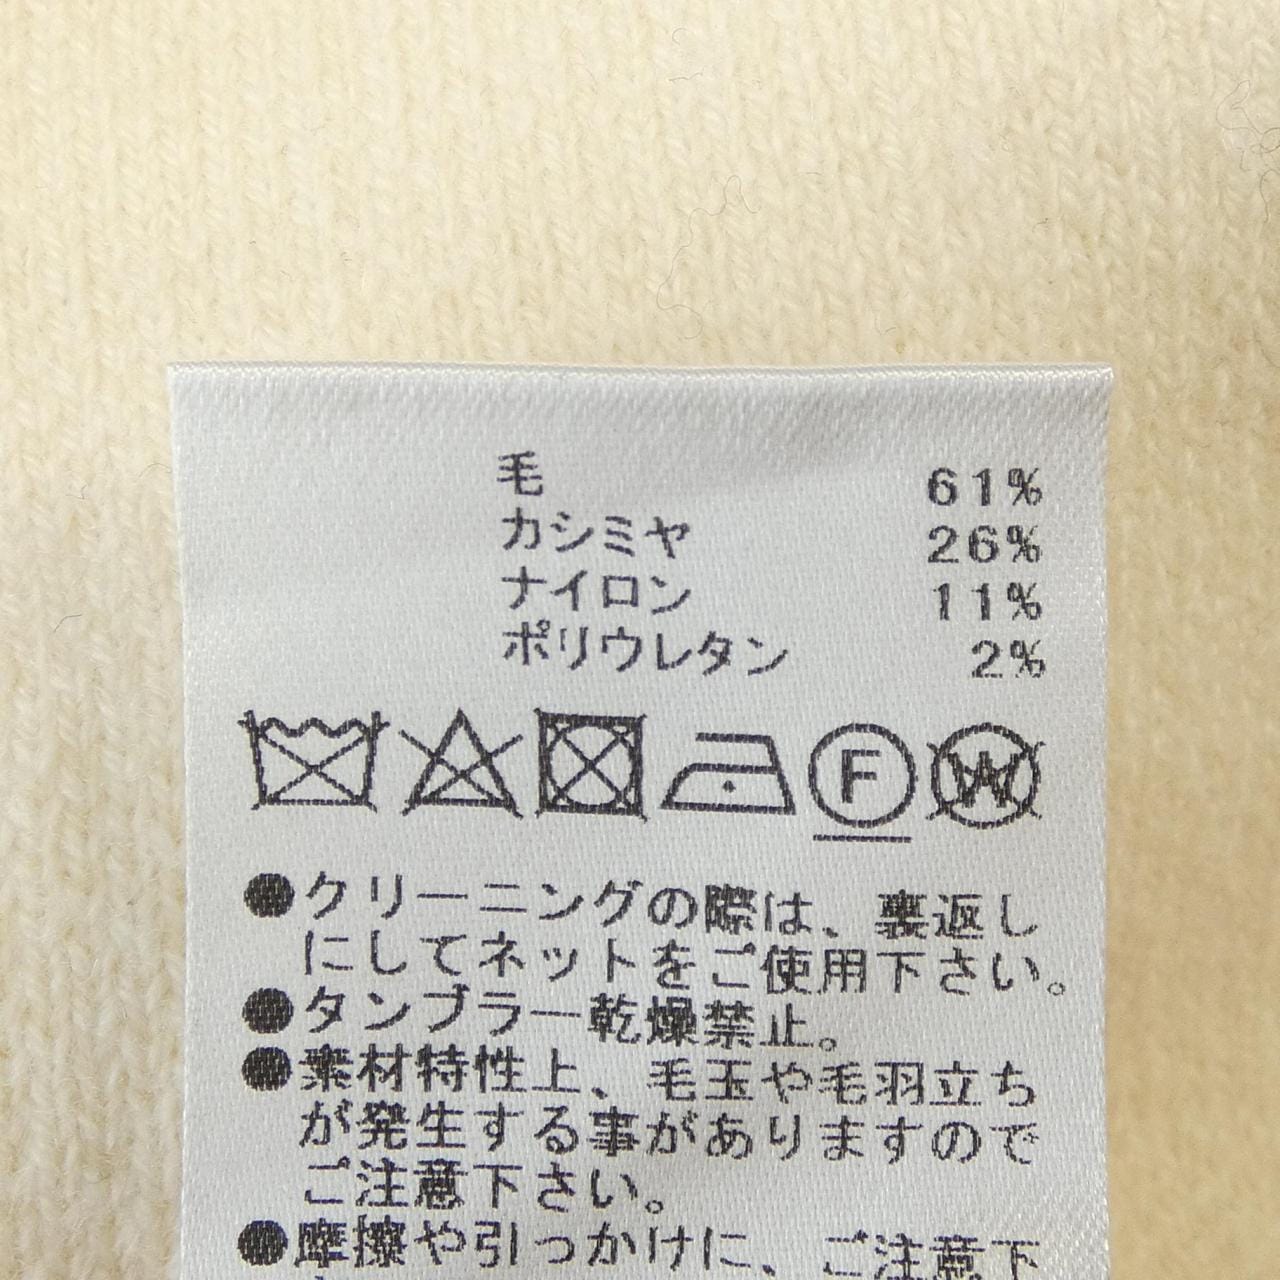 毛 61%
カシミヤ 26%
ナイロン 11%
ポリウレタン 2%
F W
●クリーニングの際は、裏返し
にしてネットをご使用下さい。
●タンブラー乾燥禁止。
●素材特性上、毛玉や毛羽立ち
が発生する事がありますので
ご注意下さい。
●摩擦や引っかけに、ご注意下